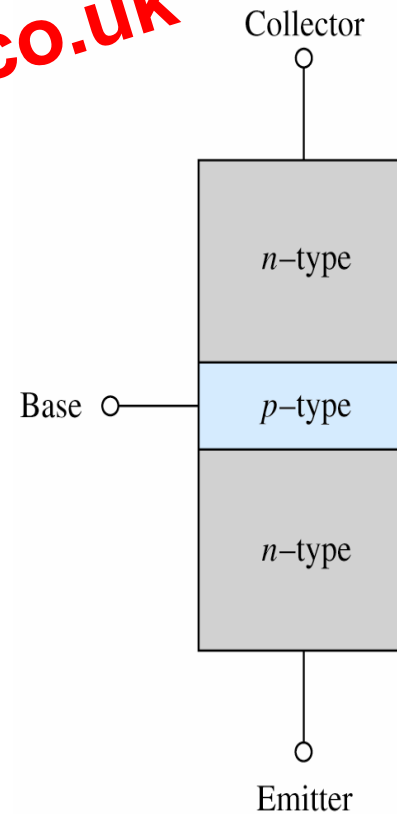 co.uk
Collector
n–type
Base
p–type
n–type
Emitter